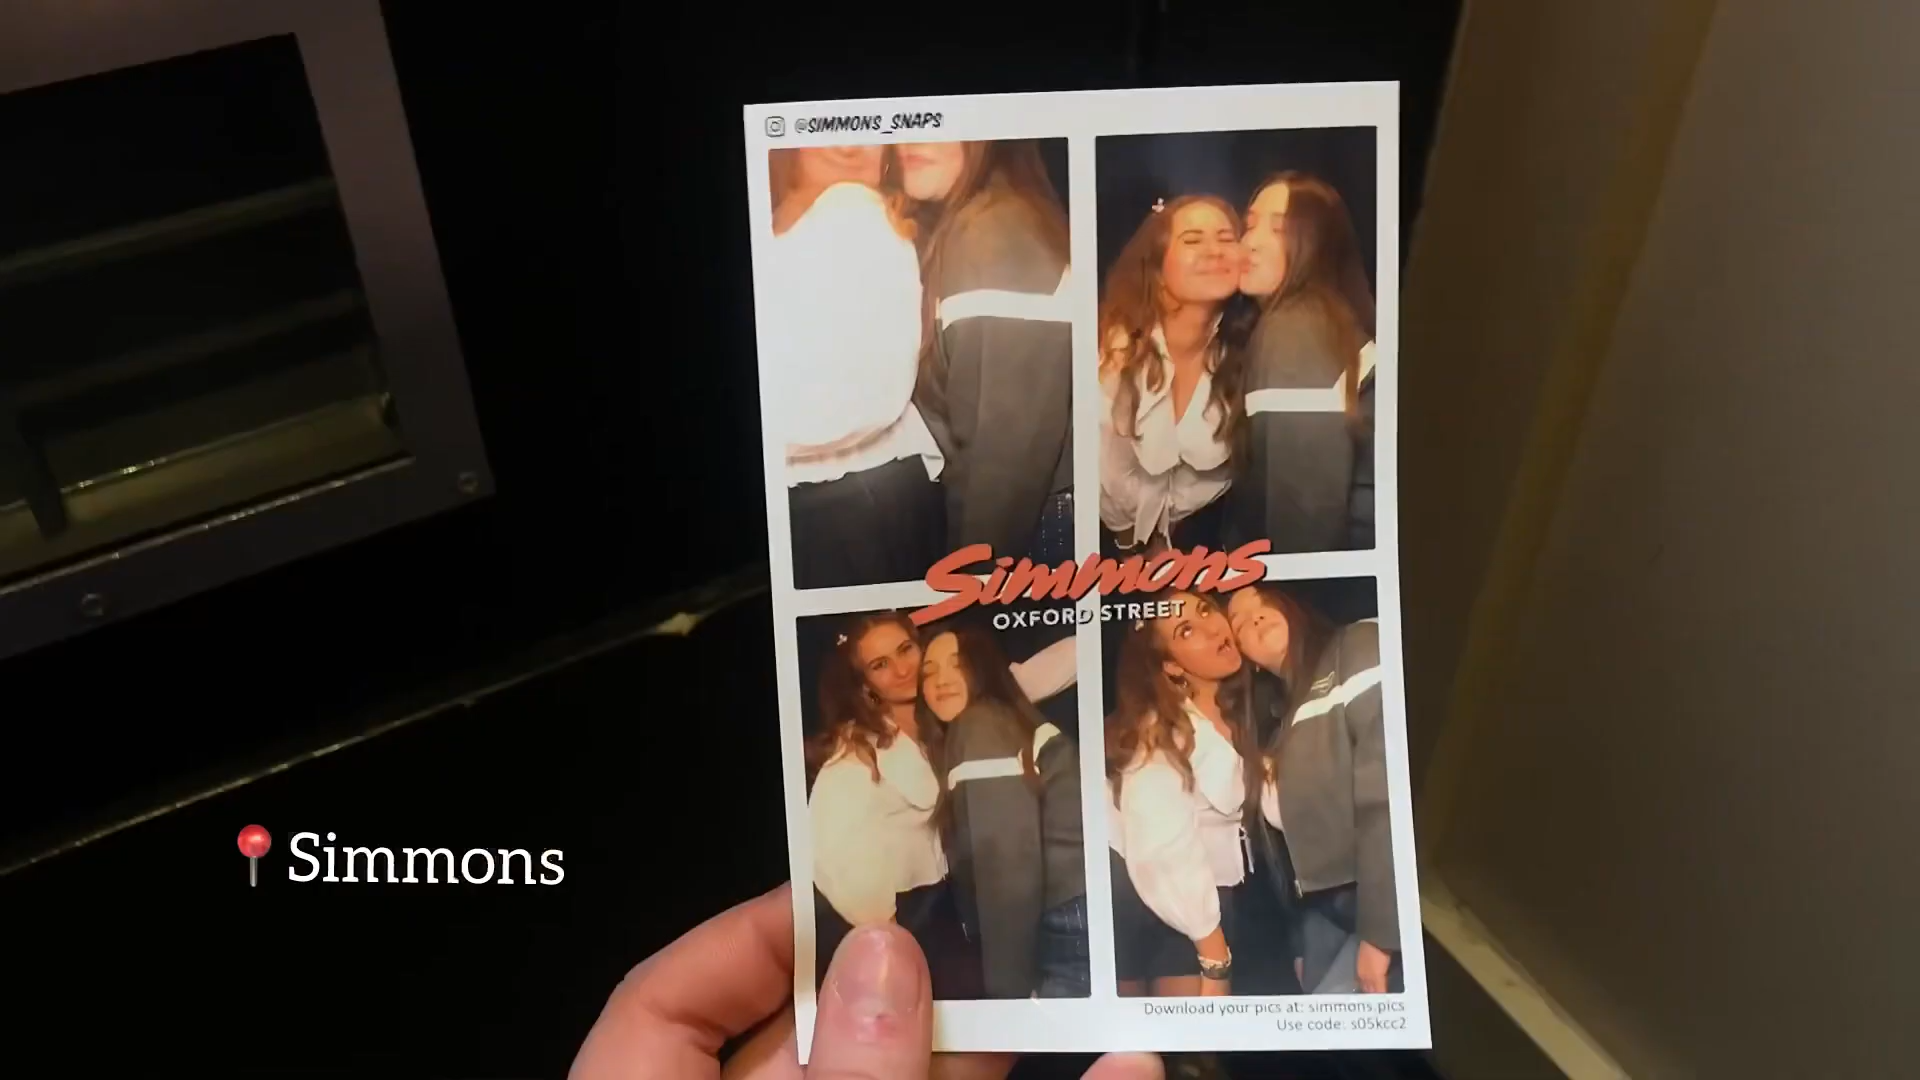 @SIMMONS_SNAPS
Simmons
OXFORD STREET
Simmons
Download your pics at: simmons.pics
Use code: s05kcc2